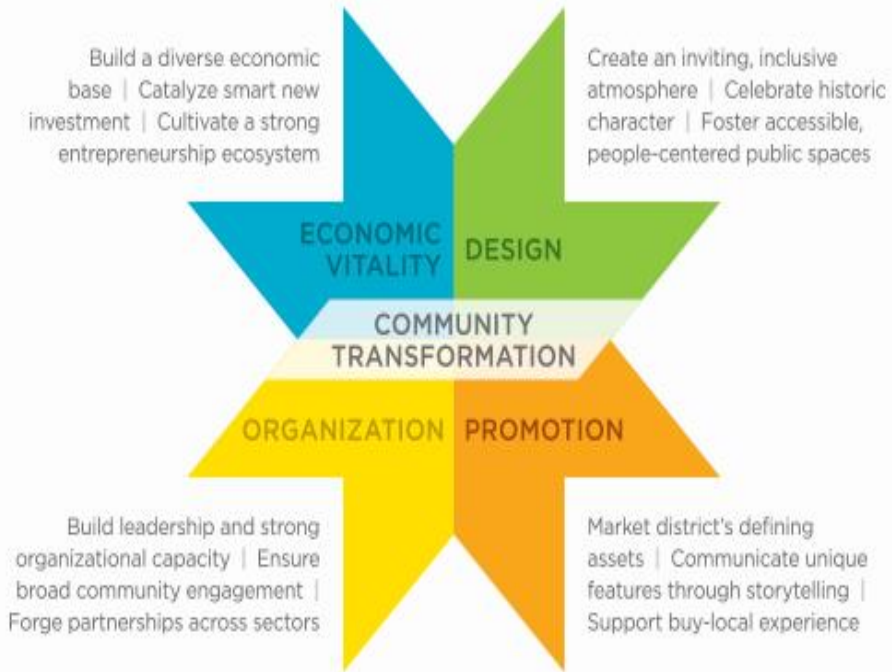 Build a diverse economic
base | Catalyze smart new
investment | Cultivate a strong
entrepreneurship ecosystem
Create an inviting, inclusive
atmosphere | Celebrate historic
character | Foster accessible,
people-centered public spaces
ECONOMIC
VITALITY
DESIGN
COMMUNITY
TRANSFORMATION
ORGANIZATION
PROMOTION
Build leadership and strong
organizational capacity | Ensure
broad community engagement |
Forge partnerships across sectors
Market district's defining
assets | Communicate unique
features through storytelling |
Support buy-local experience